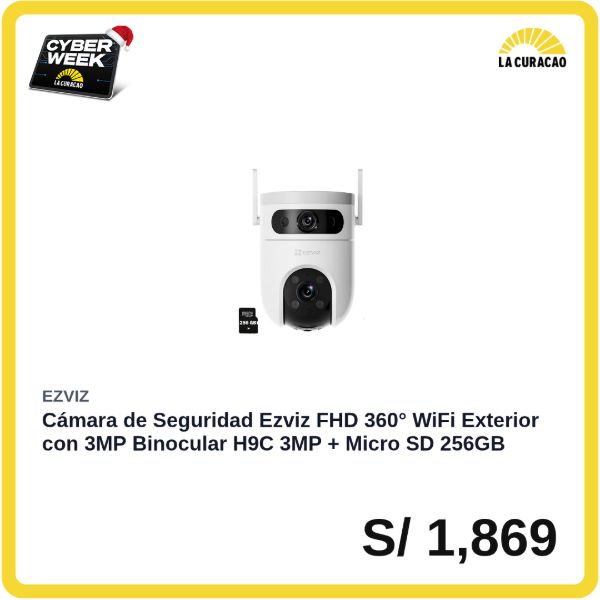 CYBER
WEEK
LA CURACAO
LA CURACAO
EZVIZ
256 GB
EZVIZ
Cámara de Seguridad Ezviz FHD 360° WiFi Exterior
con 3MP Binocular H9C 3MP + Micro SD 256GB
S/ 1,869